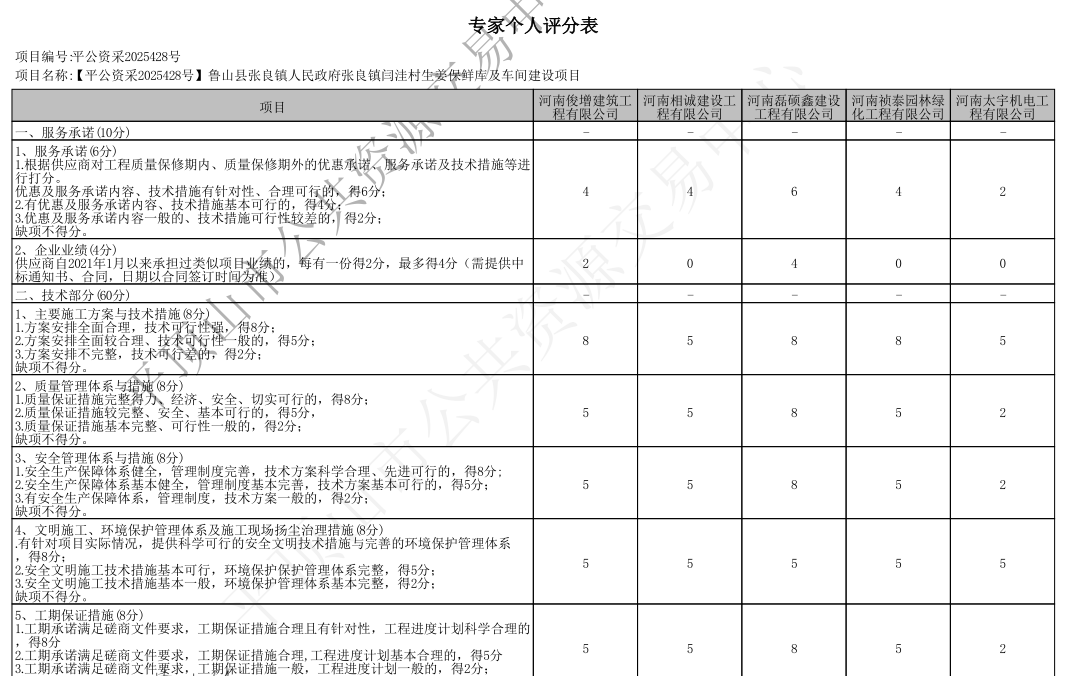 专家个人评分表
项目编号:平公资采2025428号
项目名称:【平公资采2025428号】鲁山县张良镇人民政府张良镇闫洼村生姜保鲜库及车间建设项目
项目 河南俊增建筑工程有限公司 河南相诚建设工程有限公司 河南磊硕鑫建设工程有限公司 河南祯泰园林绿化工程有限公司 河南太宇机电工程有限公司
一、服务承诺(10分) – – – – –
1、服务承诺(6分)
1.根据供应商对工程质量保修期内、质量保修期外的优惠承诺、服务承诺及技术措施等进
行打分。
优惠及服务承诺内容、技术措施有针对性、合理可行的, 得6分;
2.有优惠及服务承诺内容、技术措施基本可行的, 得4分;
3.优惠及服务承诺内容一般的、技术措施可行性较差的, 得2分;
缺项不得分。
4 4 6 4 2
2、企业业绩(4分)
供应商自2021年1月以来承担过类似项目业绩的, 每有一份得2分, 最多得4分（需提供中
标通知书、合同, 日期以合同签订时间为准）
2 0 4 0 0
二、技术部分(60分) – – – – –
1、主要施工方案与技术措施(8分)
1.方案安排全面合理, 技术可行性强, 得8分;
2.方案安排全面较合理、技术可行性一般的, 得5分;
3.方案安排不完整, 技术可行差的, 得2分;
缺项不得分。
8 5 8 8 5
2、质量管理体系与措施(8分)
1.质量保证措施完整得力、经济、安全、切实可行的, 得8分;
2.质量保证措施较完整、安全、基本可行的, 得5分,
3.质量保证措施基本完整、可行性一般的, 得2分;
缺项不得分。
5 5 8 5 2
3、安全管理体系与措施(8分)
1.安全生产保障体系健全, 管理制度完善, 技术方案科学合理、先进可行的, 得8分;
2.安全生产保障体系基本健全, 管理制度基本完善, 技术方案基本可行的, 得5分;
3.有安全生产保障体系, 管理制度, 技术方案一般的, 得2分;
缺项不得分。
5 5 8 5 2
4、文明施工、环境保护管理体系及施工现场扬尘治理措施(8分)
.有针对项目实际情况, 提供科学可行的安全文明技术措施与完善的环境保护管理体系
, 得8分;
2.安全文明施工技术措施基本可行, 环境保护保护管理体系完整, 得5分;
3.安全文明施工技术措施基本一般, 环境保护管理体系基本完整, 得2分;
缺项不得分。
5 5 5 5 5
5、工期保证措施(8分)
1.工期承诺满足磋商文件要求, 工期保证措施合理且有针对性, 工程进度计划科学合理的
, 得8分
2.工期承诺满足磋商文件要求, 工期保证措施合理,工程进度计划基本合理的, 得5分
3.工期承诺满足磋商文件要求, 工期保证措施一般, 工程进度计划一般的, 得2分;
5 5 8 5 2
平顶山市公共资源交易中
平顶山市公共资源交易中心